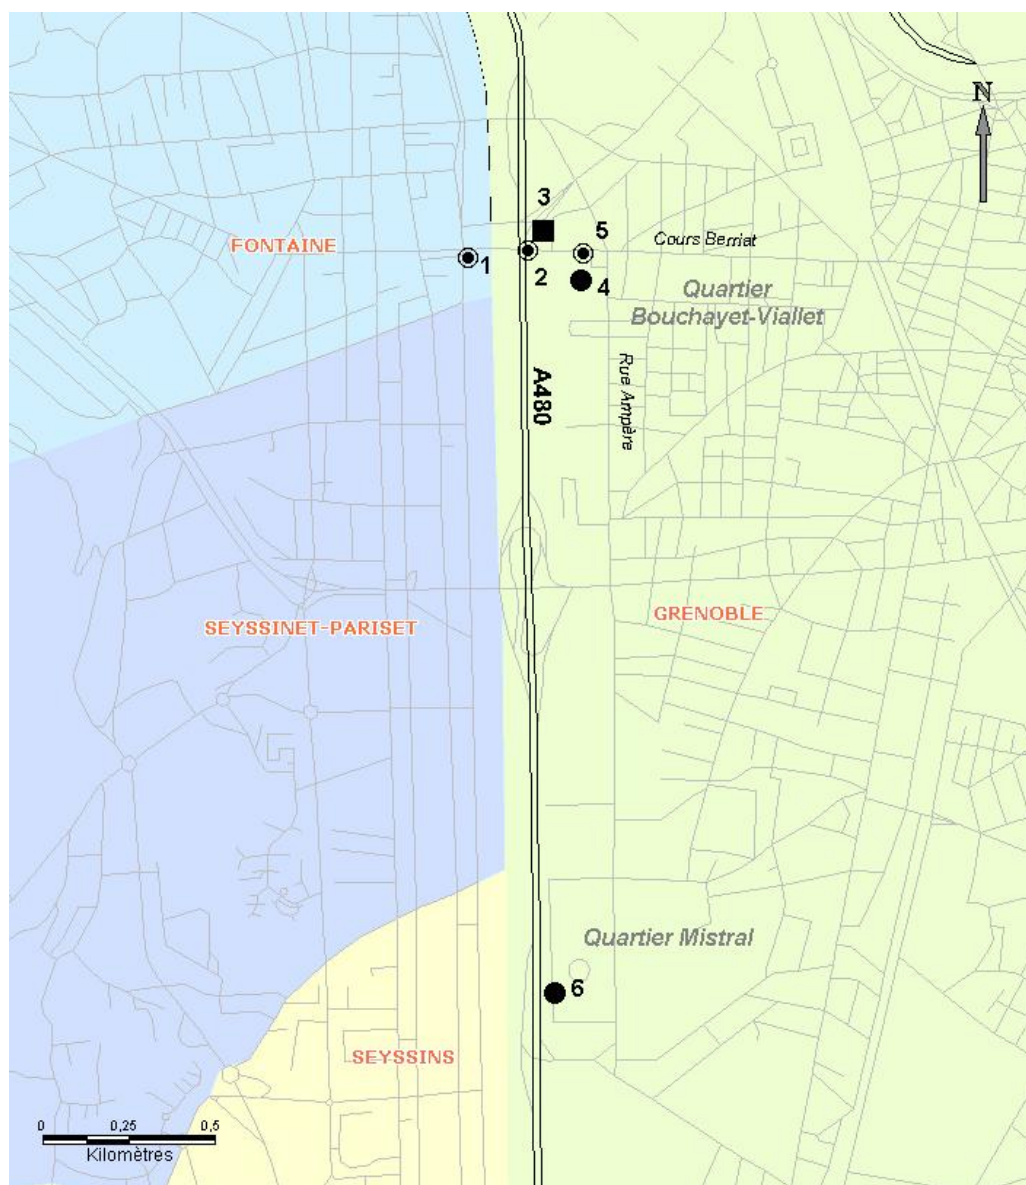 N
3
5
Cours Berriat
FONTAINE
1
2
4
Quartier
Bouchayet-Viallet
A480
Rue Ampère
GRENOBLE
SEYSSINET-PARISET
Quartier Mistral
6
SEYSSINS
0 0,25 0,5
Kilomètres